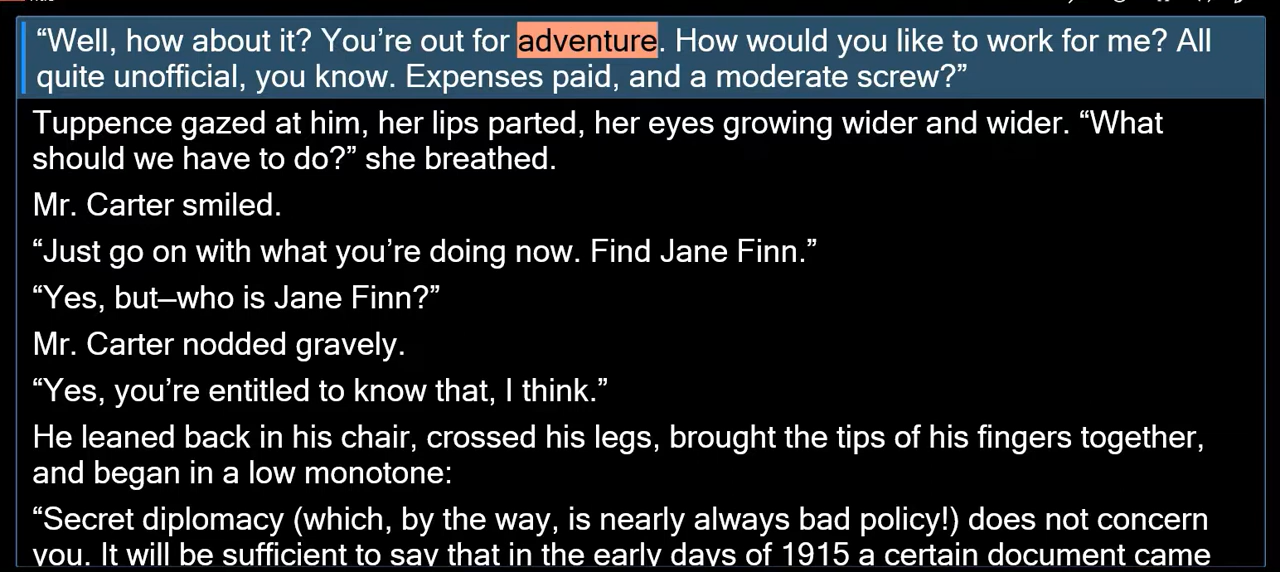 “Well, how about it? You’re out for adventure. How would you like to work for me? All
quite unofficial, you know. Expenses paid, and a moderate screw?”
Tuppence gazed at him, her lips parted, her eyes growing wider and wider. “What
should we have to do?” she breathed.
Mr. Carter smiled.
“Just go on with what you’re doing now. Find Jane Finn.”
“Yes, but—who is Jane Finn?”
Mr. Carter nodded gravely.
“Yes, you’re entitled to know that, I think.”
He leaned back in his chair, crossed his legs, brought the tips of his fingers together,
and began in a low monotone:
“Secret diplomacy (which, by the way, is nearly always bad policy!) does not concern
you. It will be sufficient to say that in the early days of 1915 a certain document came